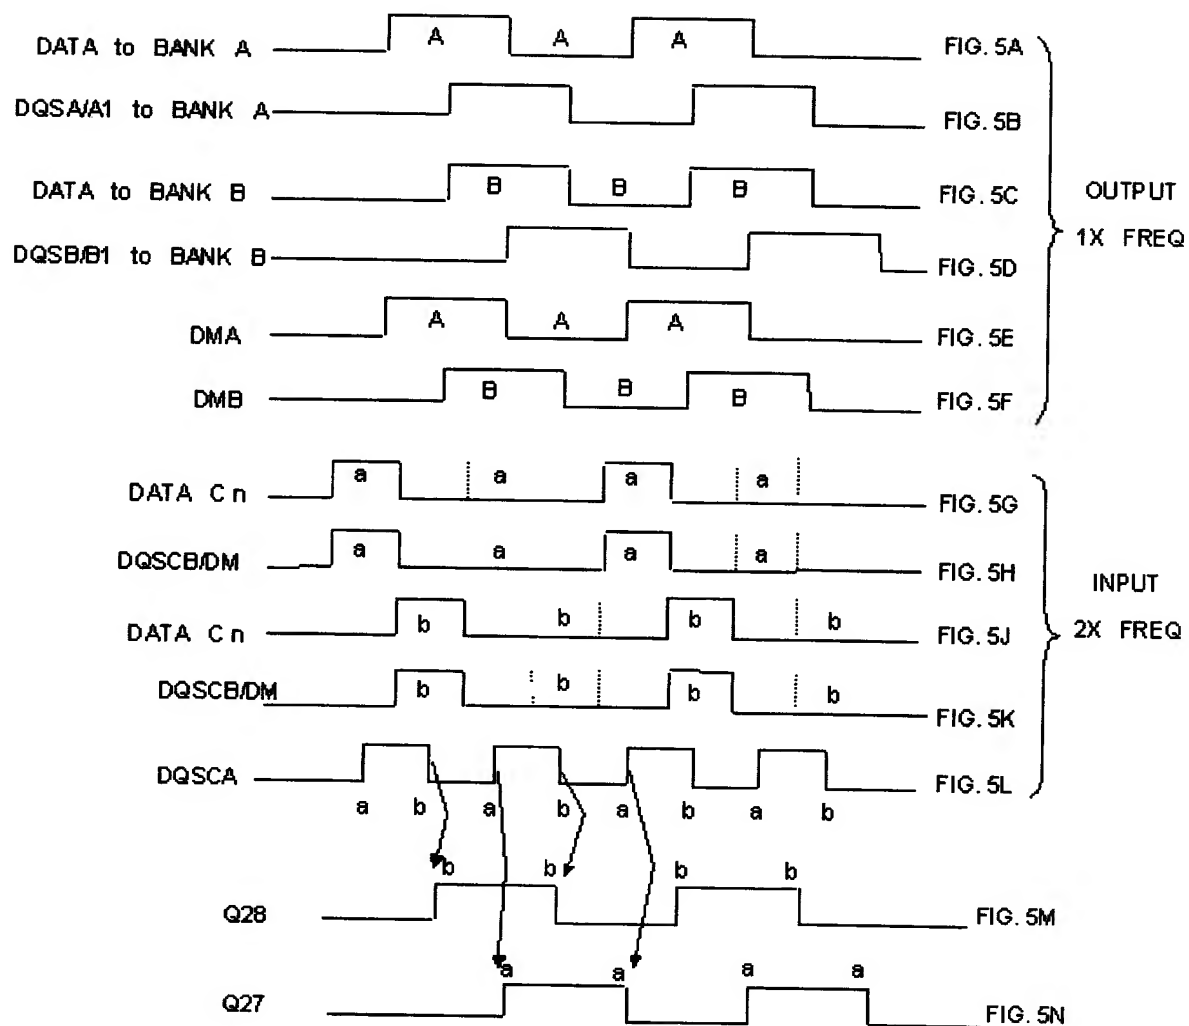 DATA to BANK A A A A FIG. 5A
DQSA/A1 to BANK A FIG. 5B
DATA to BANK B B B B FIG. 5C
OUTPUT
1X FREQ
DQSB/B1 to BANK B FIG. 5D
DMA A A A FIG. 5E
DMB B B B FIG. 5F
DATA Cn a a a a FIG. 5G
DQSCB/DM a a a a FIG. 5H
INPUT
2X FREQ
DATA Cn b b b b FIG. 5J
DQSCB/DM b b b b FIG. 5K
DQSCA FIG. 5L
a b a b a b a b
b b b b
Q28 FIG. 5M
a a a a
Q27 FIG. 5N